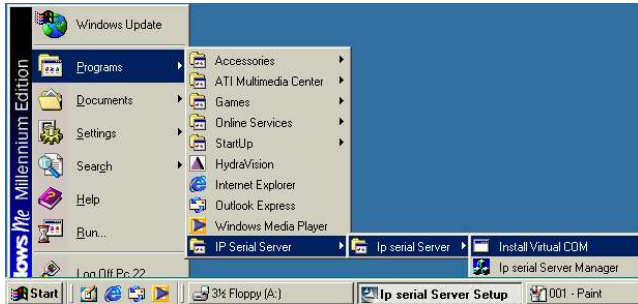 Windows Update
Programs
Documents
Settings
Search
Help
Run...
Log Off Pc 22
dows Me Millennium Edition
Accessories
ATI Multimedia Center
Games
Online Services
StartUp
HydraVision
Internet Explorer
Outlook Express
Windows Media Player
IP Serial Server
Ip serial Server
Install Virtual COM
Ip serial Server Manager
Start
3½ Floppy (A:)
Ip serial Server Setup
001 - Paint